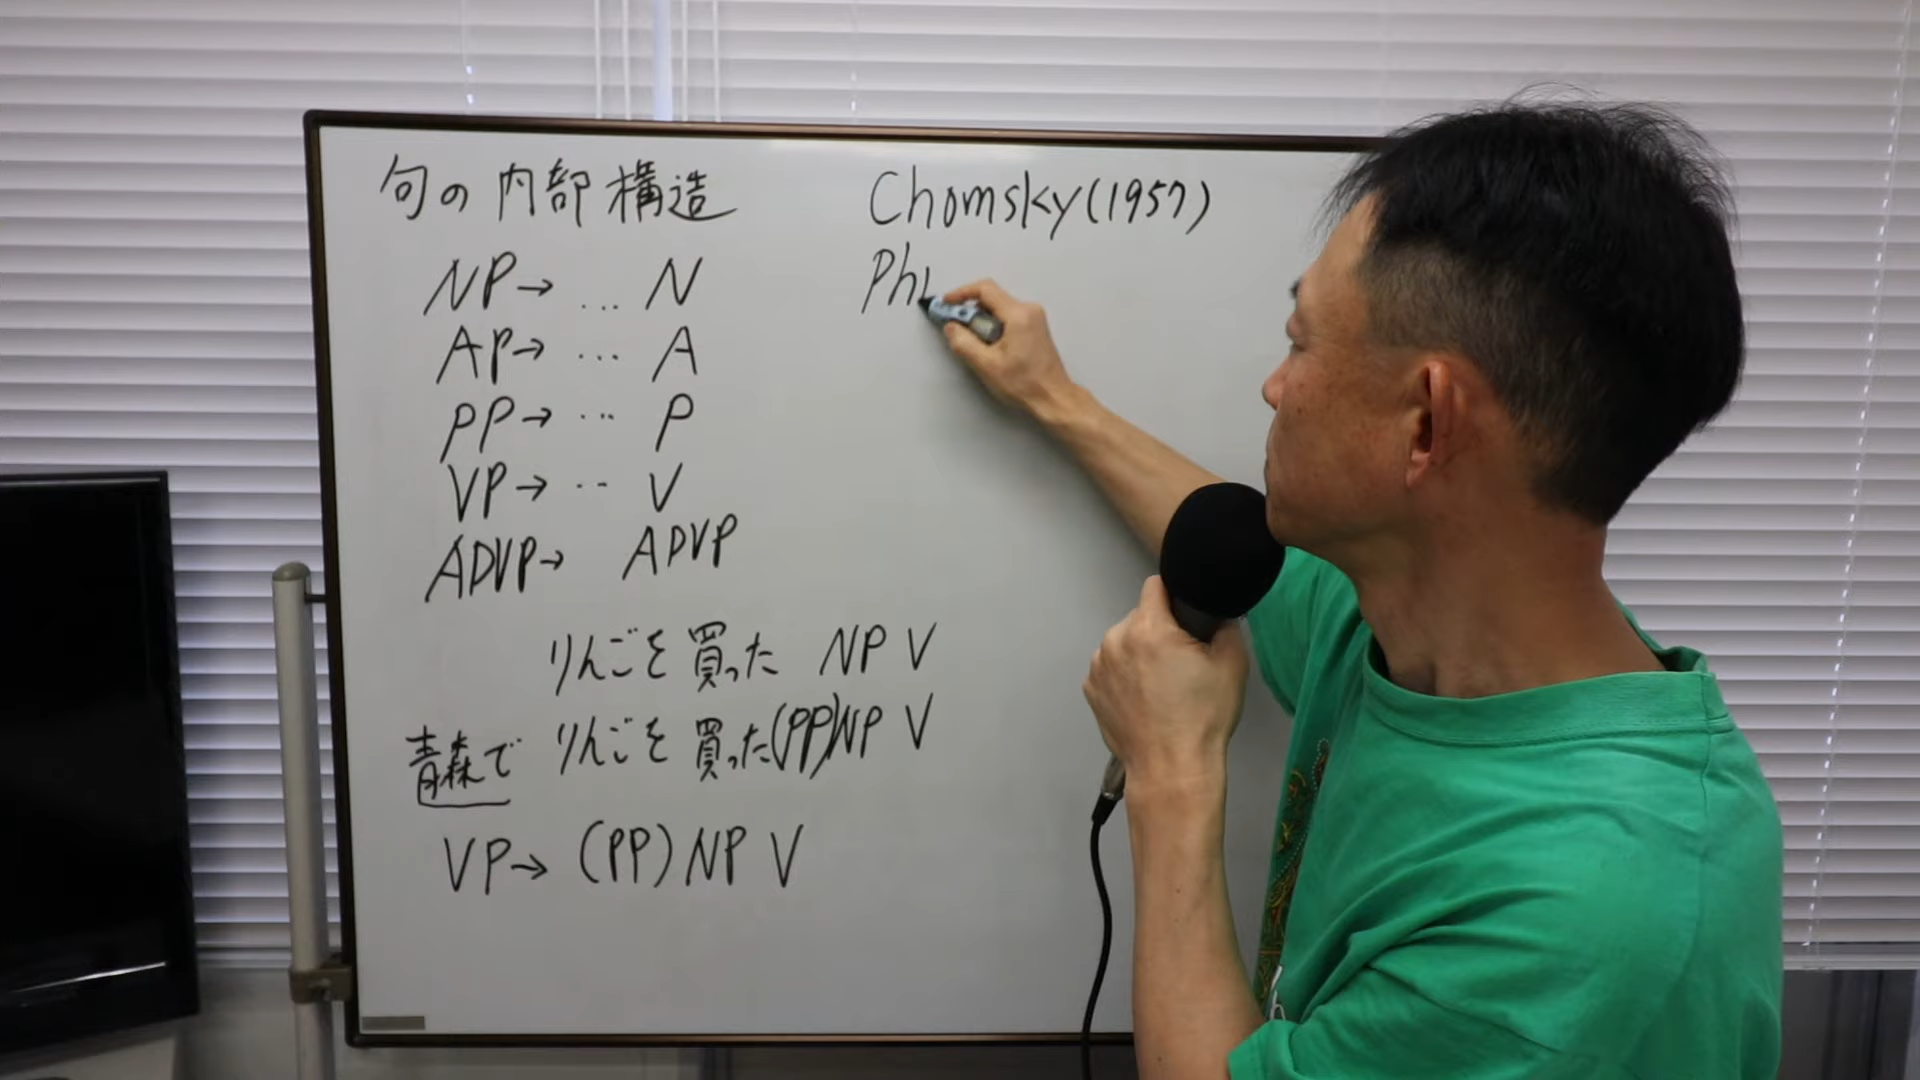 句の内部構造
NP→ ... N
AP→ ... A
PP→ ... P
VP→ .. V
ADVP→ ADVP
りんごを買った NP V
青森で りんごを買った(PP)NP V
VP→ (PP) NP V
Chomsky(1957)